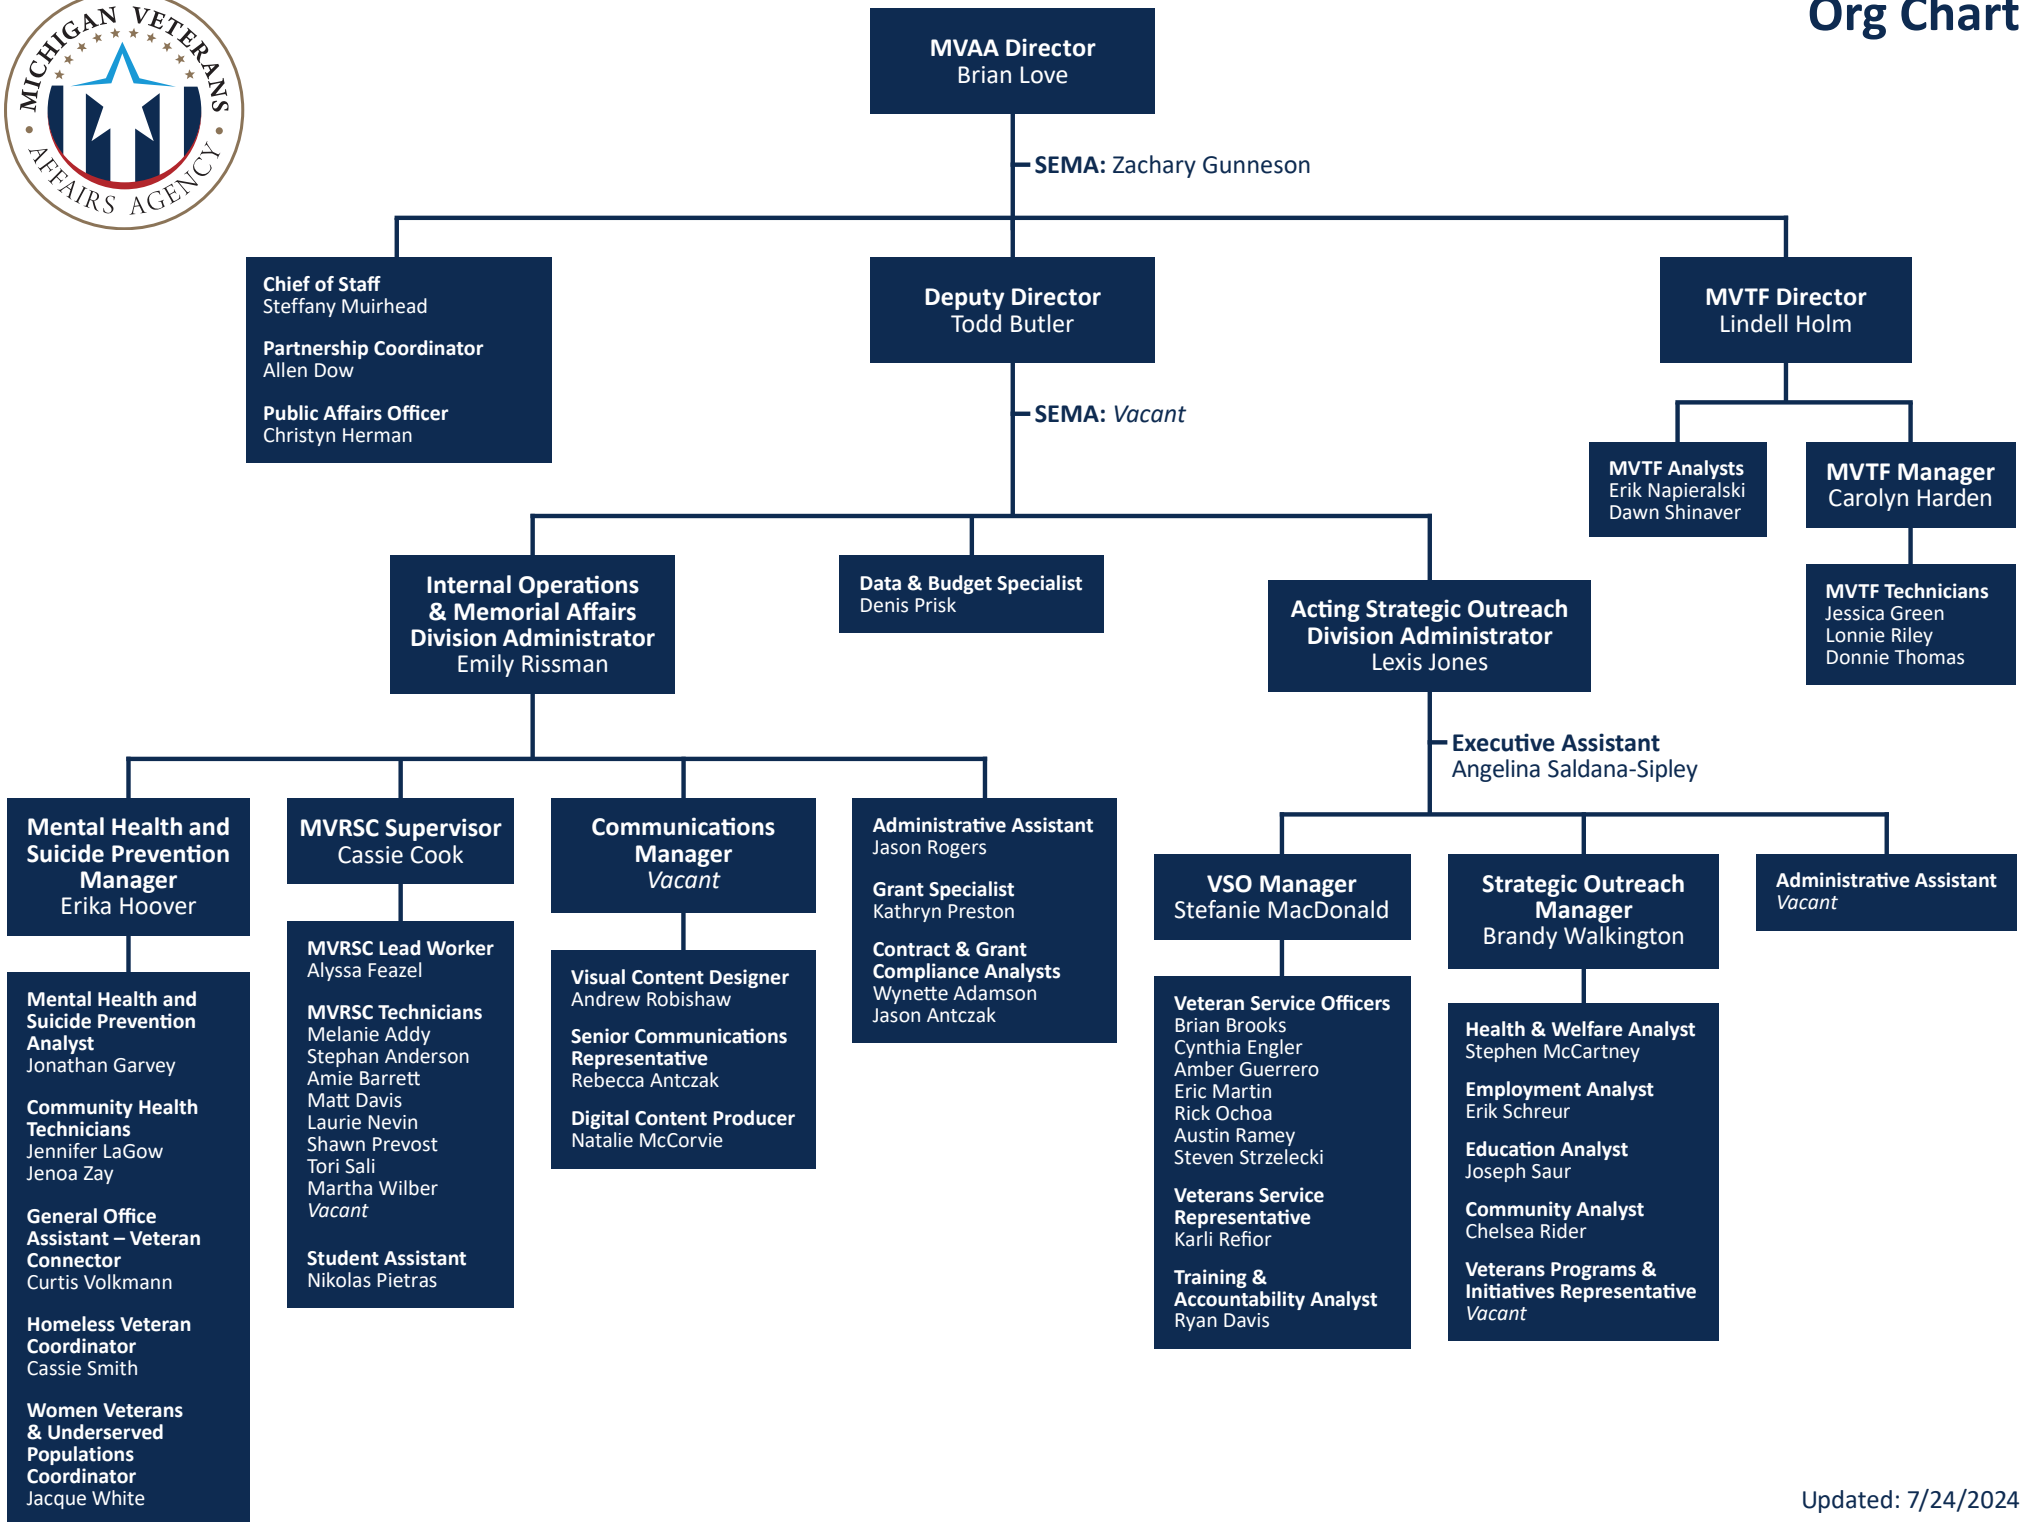 MICHIGAN VETERANS
AFFAIRS AGENCY
Org Chart
MVAA Director
Brian Love
SEMA: Zachary Gunneson
Chief of Staff
Steffany Muirhead
Partnership Coordinator
Allen Dow
Public Affairs Officer
Christyn Herman
Deputy Director
Todd Butler
SEMA: Vacant
MVTF Director
Lindell Holm
MVTF Analysts
Erik Napieralski
Dawn Shinaver
MVTF Manager
Carolyn Harden
MVTF Technicians
Jessica Green
Lonnie Riley
Donnie Thomas
Internal Operations
& Memorial Affairs
Division Administrator
Emily Rissman
Data & Budget Specialist
Denis Prisk
Acting Strategic Outreach
Division Administrator
Lexis Jones
Executive Assistant
Angelina Saldana-Sipley
Mental Health and
Suicide Prevention
Manager
Erika Hoover
Mental Health and
Suicide Prevention
Analyst
Jonathan Garvey
Community Health
Technicians
Jennifer LaGow
Jenoa Zay
General Office
Assistant – Veteran
Connector
Curtis Volkmann
Homeless Veteran
Coordinator
Cassie Smith
Women Veterans
& Underserved
Populations
Coordinator
Jacque White
MVRSC Supervisor
Cassie Cook
MVRSC Lead Worker
Alyssa Feazel
MVRSC Technicians
Melanie Addy
Stephan Anderson
Amie Barrett
Matt Davis
Laurie Nevin
Shawn Prevost
Tori Sali
Martha Wilber
Vacant
Student Assistant
Nikolas Pietras
Communications
Manager
Vacant
Visual Content Designer
Andrew Robishaw
Senior Communications
Representative
Rebecca Antczak
Digital Content Producer
Natalie McCorvie
Administrative Assistant
Jason Rogers
Grant Specialist
Kathryn Preston
Contract & Grant
Compliance Analysts
Wynette Adamson
Jason Antczak
VSO Manager
Stefanie MacDonald
Veteran Service Officers
Brian Brooks
Cynthia Engler
Amber Guerrero
Eric Martin
Rick Ochoa
Austin Ramey
Steven Strzelecki
Veterans Service
Representative
Karli Refior
Training &
Accountability Analyst
Ryan Davis
Strategic Outreach
Manager
Brandy Walkington
Health & Welfare Analyst
Stephen McCartney
Employment Analyst
Erik Schreur
Education Analyst
Joseph Saur
Community Analyst
Chelsea Rider
Veterans Programs &
Initiatives Representative
Vacant
Administrative Assistant
Vacant
Updated: 7/24/2024